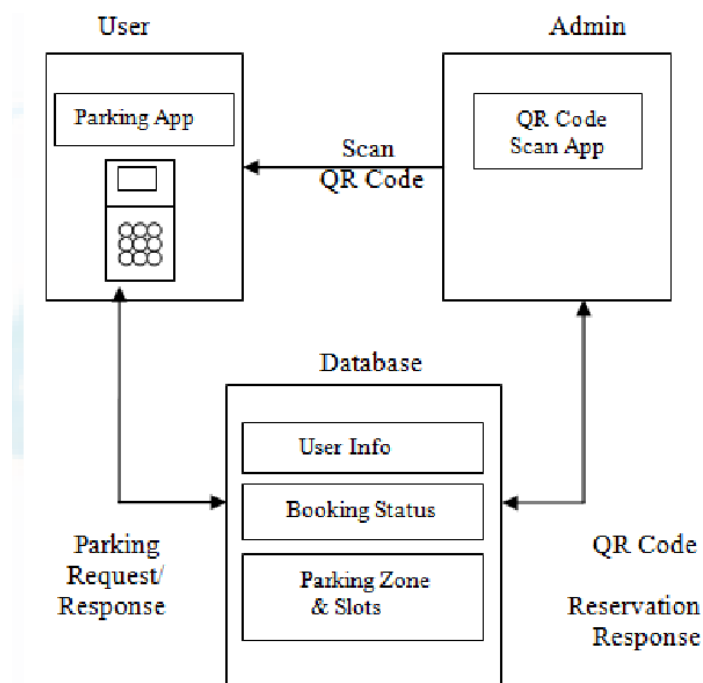 User
Admin
Parking App
QR Code
Scan App
Scan
QR Code
Database
User Info
Booking Status
Parking Zone
& Slots
Parking
Request/
Response
QR Code
Reservation
Response